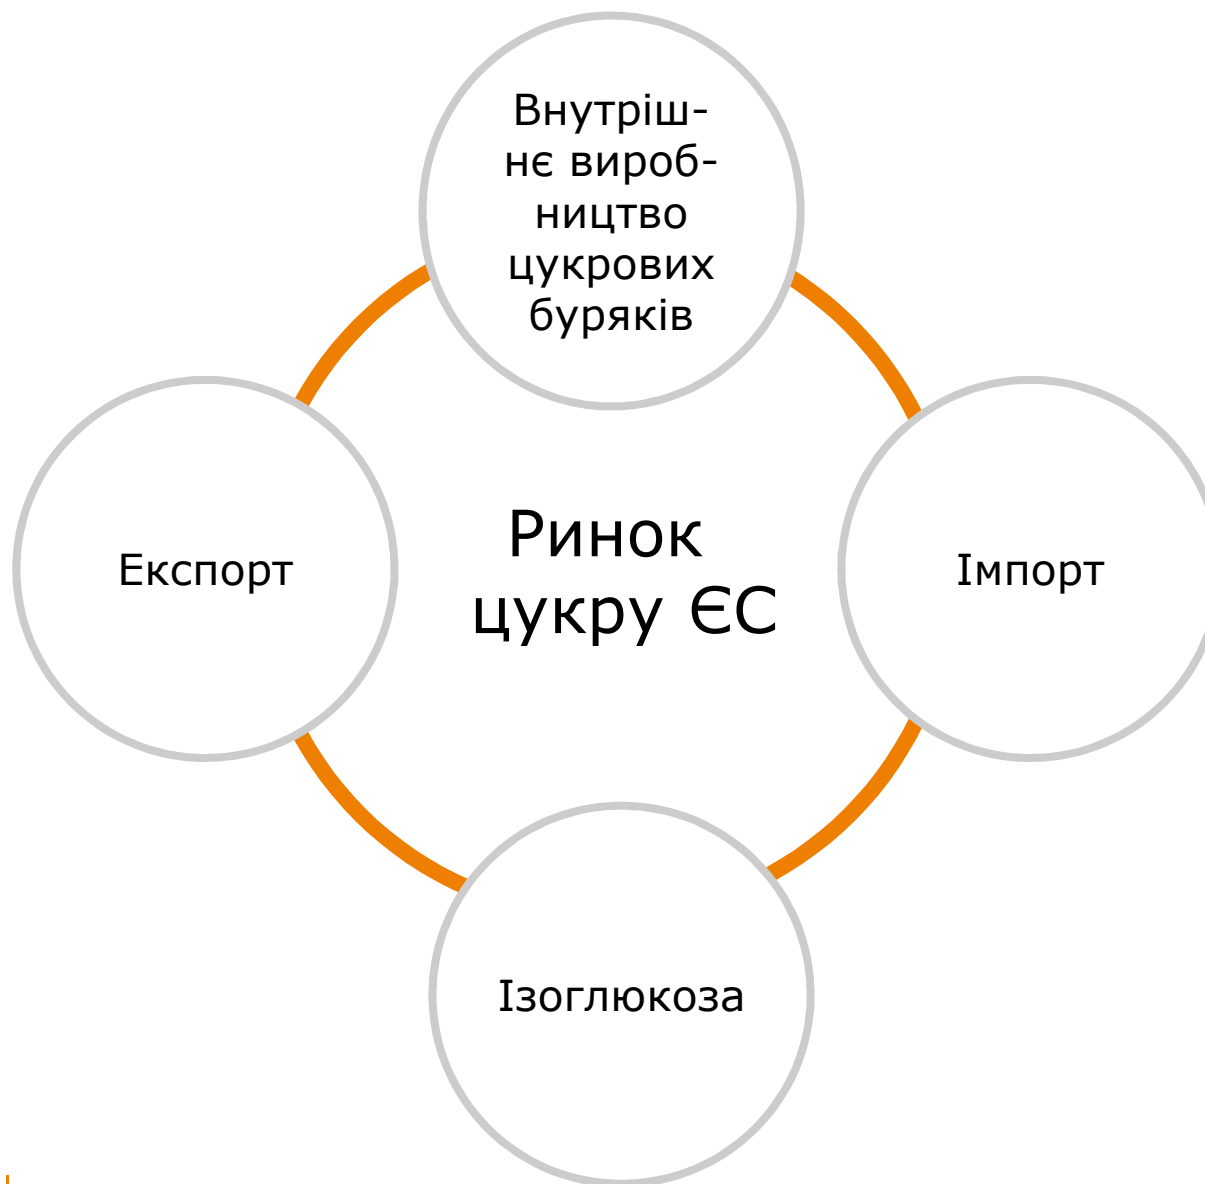 Внутріш-
нє вироб-
ництво
цукрових
буряків
Експорт
Ринок
цукру ЄС
Імпорт
Ізоглюкоза